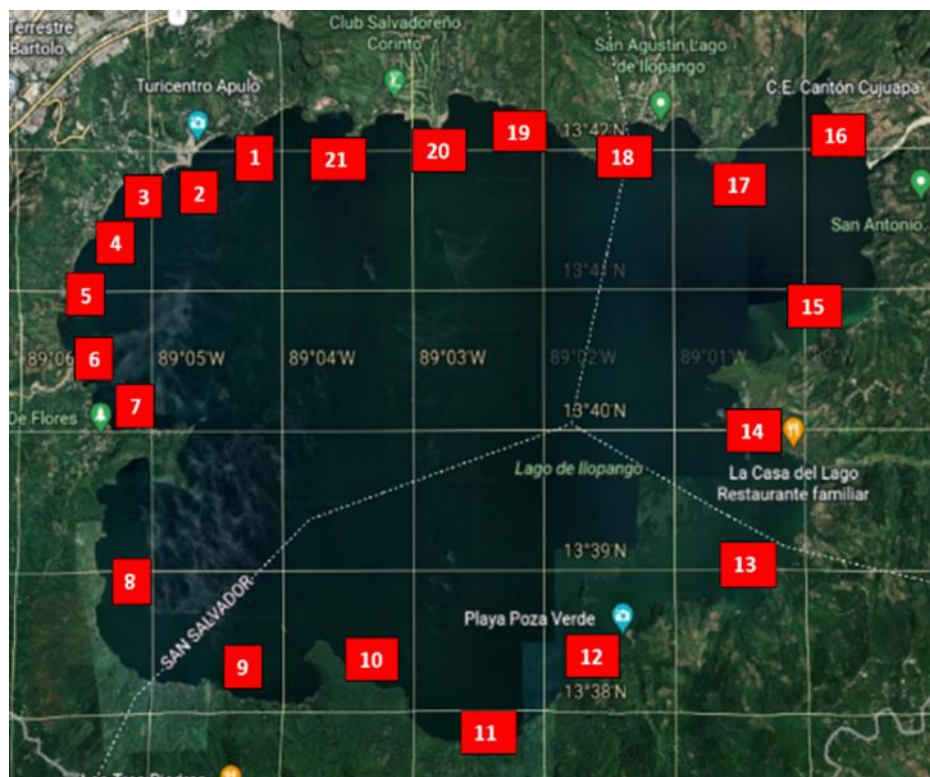 Terrestre
Bartolo
Club Salvadoreño
Corinto
San Agustín Lago
de Ilopango
Turicentro Apulo
C.E. Cantón Cujuapa
19
13°42'N
16
1
21
20
18
17
2
3
4
San Antonio
13°41'N
5
15
6
89°06
89°05'W
89°04'W
89°03'W
89°02'W
89°01'W
89°W
7
De Flores
13°40'N
14
Lago de Ilopango
La Casa del Lago
Restaurante familiar
13°39'N
13
8
SAN SALVADOR
Playa Poza Verde
12
9
10
13°38'N
11